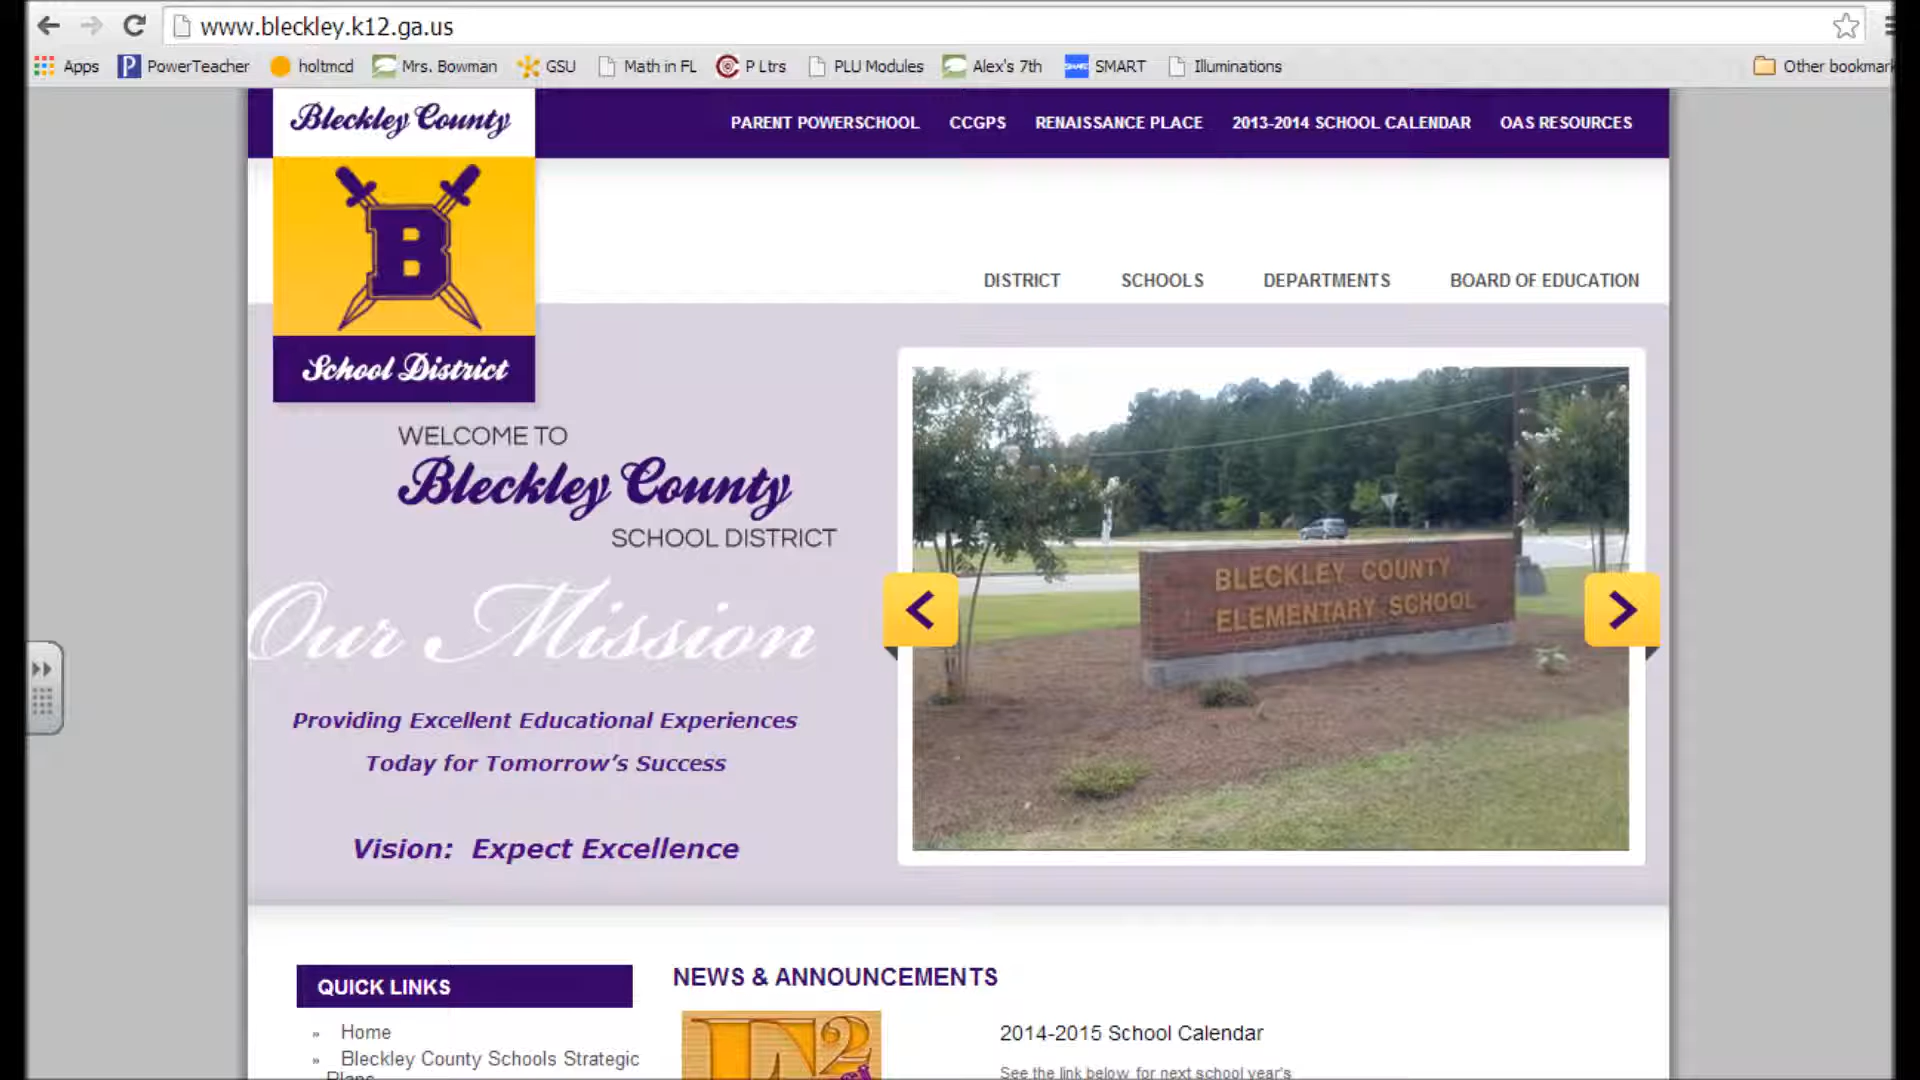 www.bleckley.k12.ga.us
Apps PowerTeacher holtmcd Mrs. Bowman GSU Math in FL P Ltrs PLU Modules Alex's 7th SMART Illuminations Other bookmark
Bleckley County
PARENT POWERSCHOOL CCGPS RENAISSANCE PLACE 2013-2014 SCHOOL CALENDAR OAS RESOURCES
B
School District
DISTRICT SCHOOLS DEPARTMENTS BOARD OF EDUCATION
WELCOME TO
Bleckley County
SCHOOL DISTRICT
Our Mission
Providing Excellent Educational Experiences
Today for Tomorrow's Success
Vision: Expect Excellence
BLECKLEY COUNTY
ELEMENTARY SCHOOL
QUICK LINKS
» Home
» Bleckley County Schools Strategic
Plans
NEWS & ANNOUNCEMENTS
E2
2014-2015 School Calendar
See the link below for next school year's